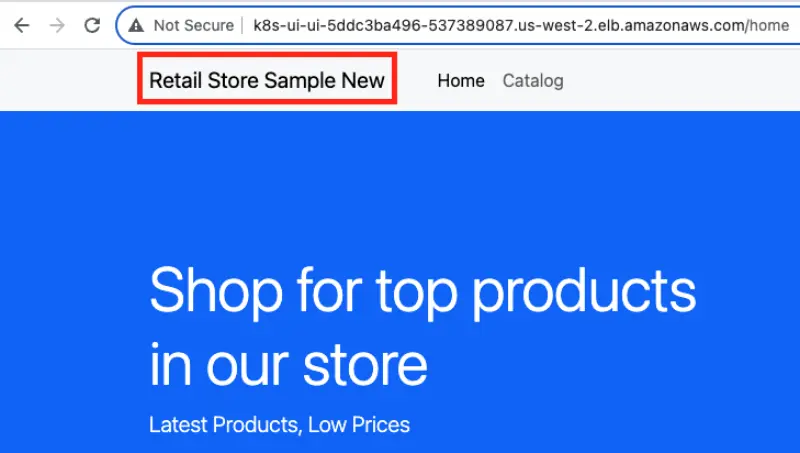 Not Secure | k8s-ui-ui-5ddc3ba496-537389087.us-west-2.elb.amazonaws.com/home
Retail Store Sample New Home Catalog
Shop for top products
in our store
Latest Products, Low Prices